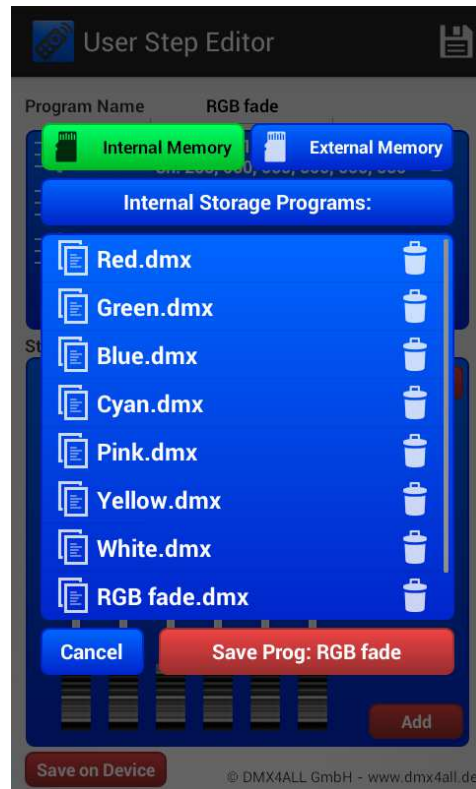 User Step Editor
Program Name RGB fade
Internal Memory External Memory
Internal Storage Programs:
Red.dmx
Green.dmx
Blue.dmx
Cyan.dmx
Pink.dmx
Yellow.dmx
White.dmx
RGB fade.dmx
Cancel Save Prog: RGB fade
Add
Save on Device © DMX4ALL GmbH - www.dmx4all.de